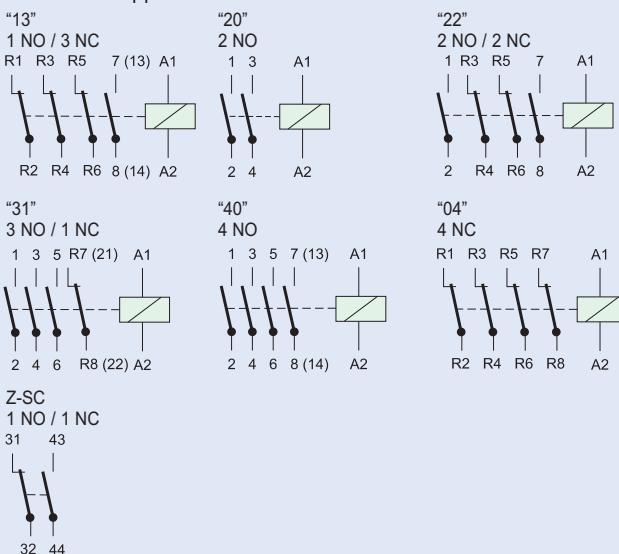 “13”
1 NO / 3 NC
R1 R3 R5 7 (13) A1
R2 R4 R6 8 (14) A2
“20”
2 NO
1 3 A1
2 4 A2
“22”
2 NO / 2 NC
1 R3 R5 7 A1
2 R4 R6 8 A2
“31”
3 NO / 1 NC
1 3 5 R7 (21) A1
2 4 6 R8 (22) A2
“40”
4 NO
1 3 5 7 (13) A1
2 4 6 8 (14) A2
“04”
4 NC
R1 R3 R5 R7 A1
R2 R4 R6 R8 A2
Z-SC
1 NO / 1 NC
31 43
32 44